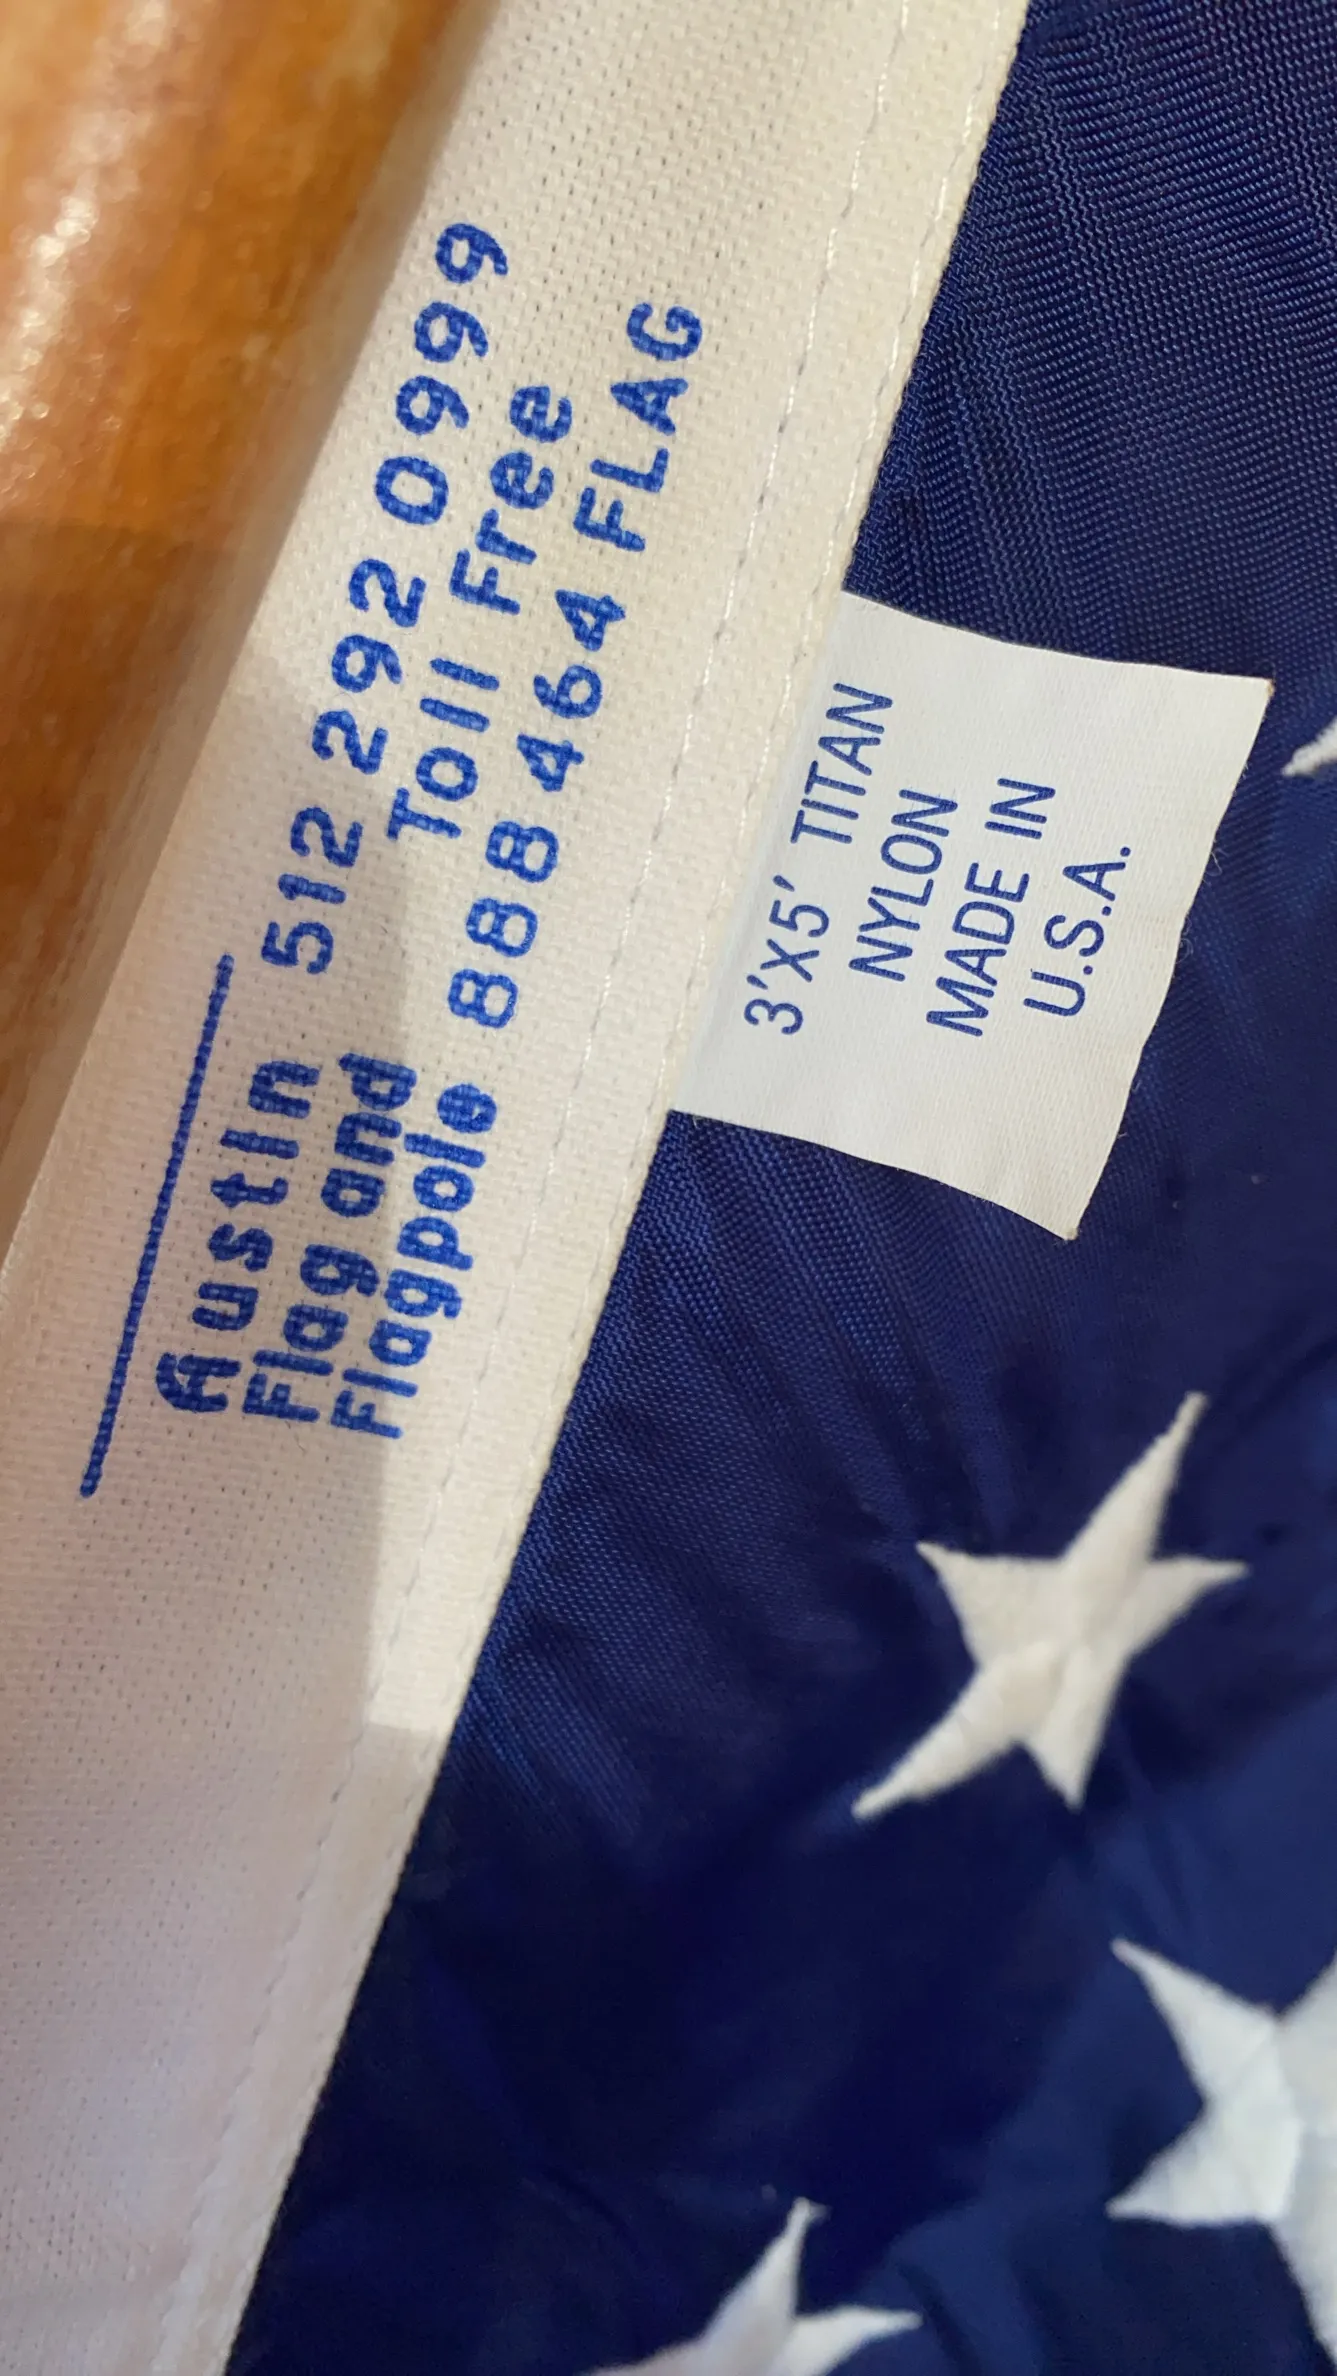 Austin 512 292 0999
Flag and Toll Free
Flagpole 888 464 FLAG
3'X5' TITAN
NYLON
MADE IN
U.S.A.